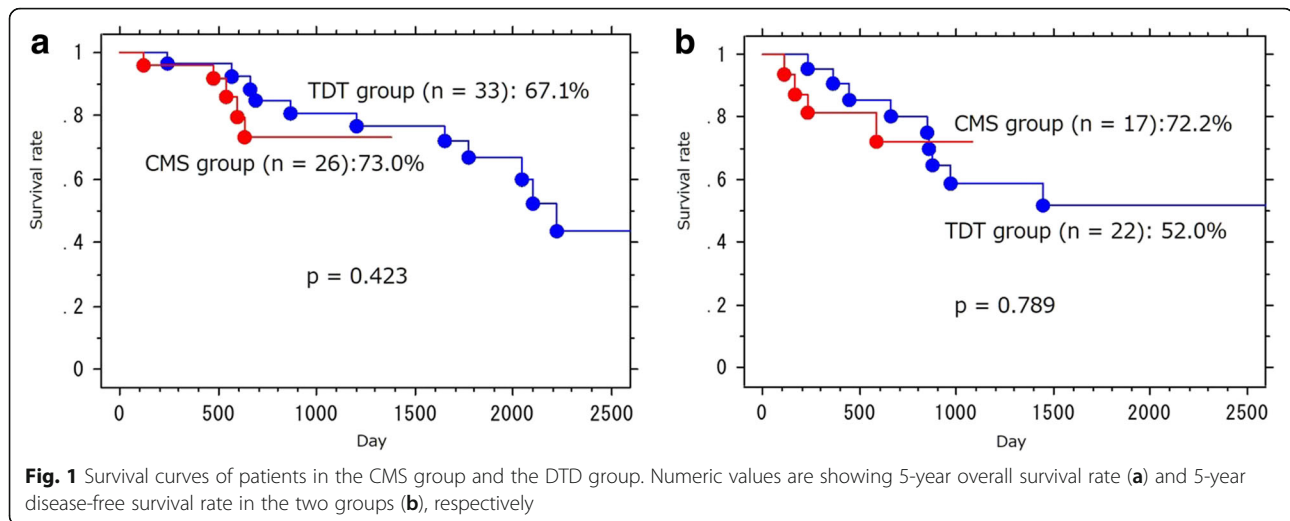 a
1
.8
.6
.4
.2
0
Survival rate
TDT group (n = 33): 67.1%
CMS group (n = 26):73.0%
p = 0.423
0 500 1000 1500 2000 2500
Day
b
1
.8
.6
.4
.2
0
Survival rate
CMS group (n = 17):72.2%
TDT group (n = 22): 52.0%
p = 0.789
0 500 1000 1500 2000 2500
Day
Fig. 1 Survival curves of patients in the CMS group and the DTD group. Numeric values are showing 5-year overall survival rate (a) and 5-year
disease-free survival rate in the two groups (b), respectively